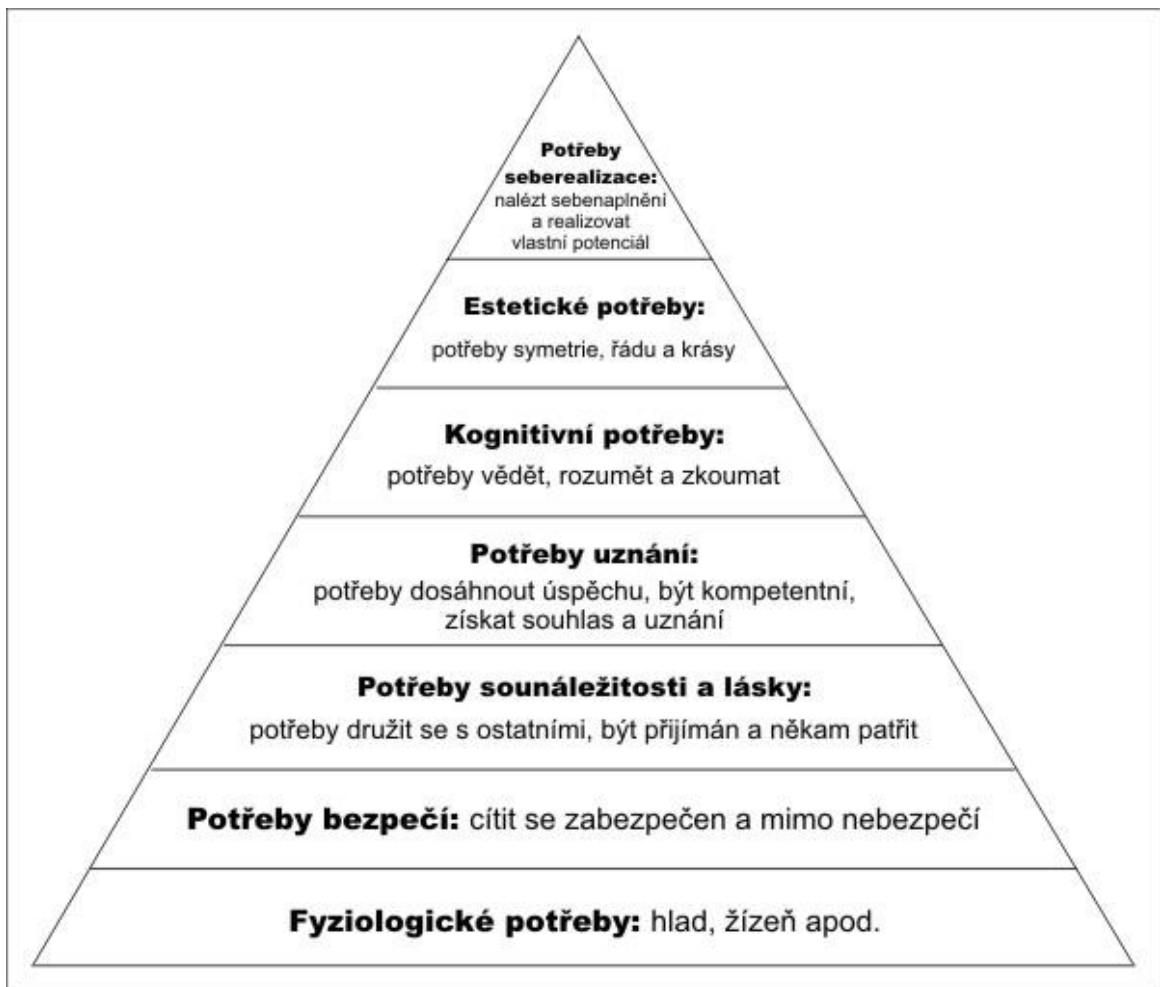 Potřeby
seberealizace:
nalézt sebenaplnění
a realizovat
vlastní potenciál
Estetické potřeby:
potřeby symetrie, řádu a krásy
Kognitivní potřeby:
potřeby vědět, rozumět a zkoumat
Potřeby uznání:
potřeby dosáhnout úspěchu, být kompetentní,
získat souhlas a uznání
Potřeby sounáležitosti a lásky:
potřeby družit se s ostatními, být přijímán a někam patřit
Potřeby bezpečí: cítit se zabezpečen a mimo nebezpečí
Fyziologické potřeby: hlad, žízeň apod.